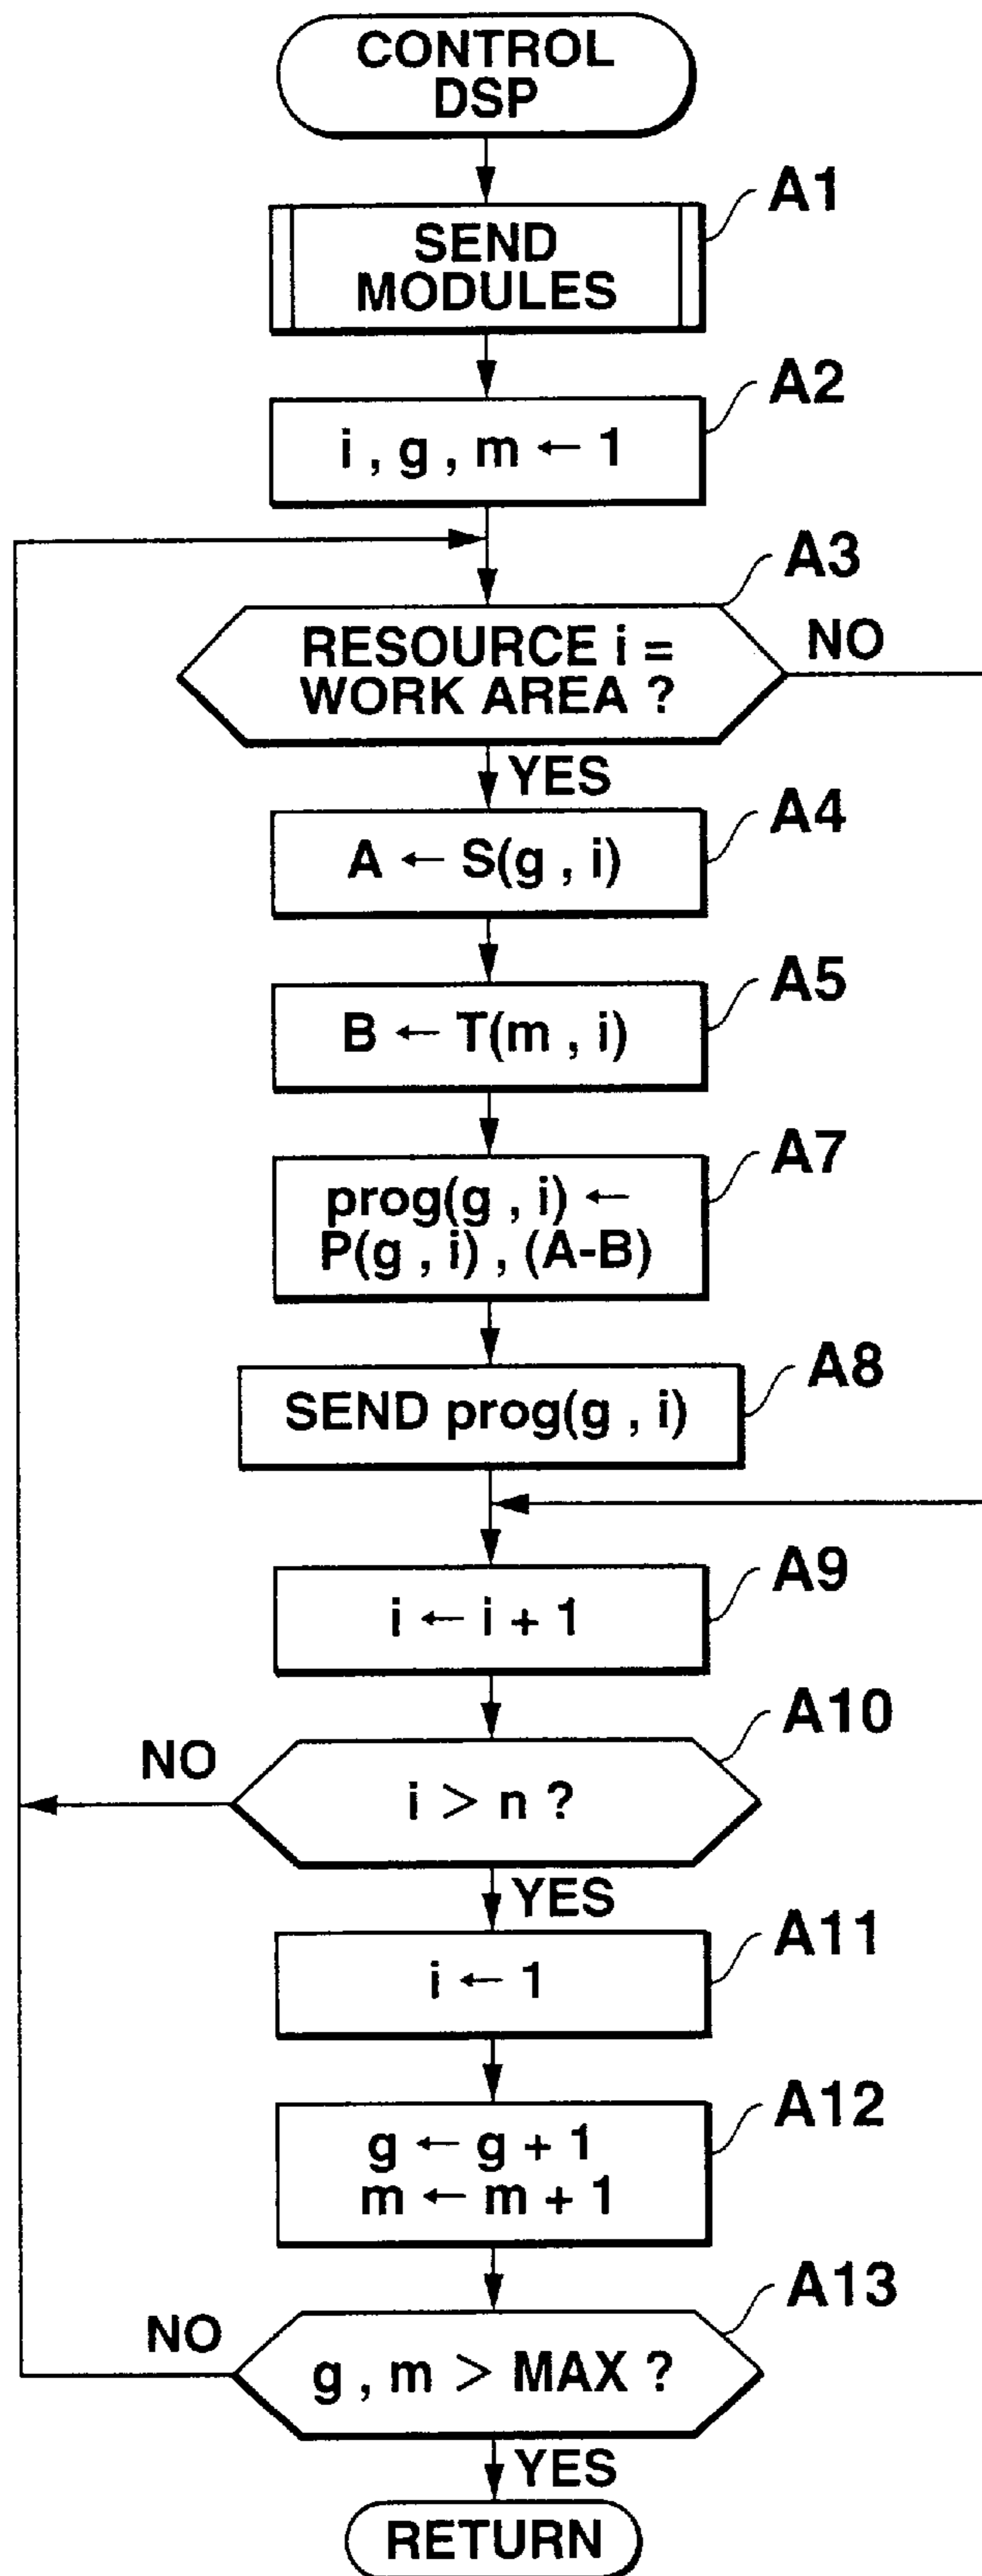 CONTROL
DSP
A1
SEND
MODULES
A2
i , g , m ← 1
A3
RESOURCE i =
WORK AREA ?
NO
YES
A4
A ← S(g , i)
A5
B ← T(m , i)
A7
prog(g , i) ←
P(g , i) , (A-B)
A8
SEND prog(g , i)
A9
i ← i + 1
A10
NO
i > n ?
YES
A11
i ← 1
A12
g ← g + 1
m ← m + 1
A13
NO
g , m > MAX ?
YES
RETURN